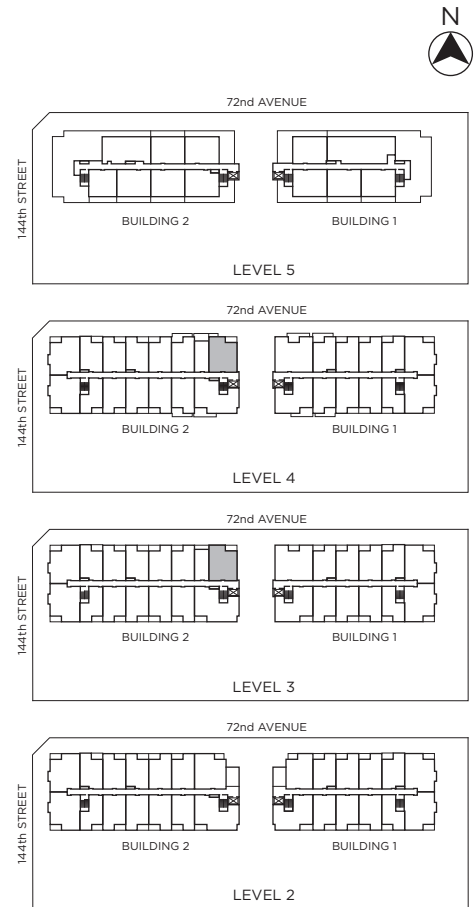 N
72nd AVENUE
144th STREET
BUILDING 2
BUILDING 1
LEVEL 5
72nd AVENUE
144th STREET
BUILDING 2
BUILDING 1
LEVEL 4
72nd AVENUE
144th STREET
BUILDING 2
BUILDING 1
LEVEL 3
72nd AVENUE
144th STREET
BUILDING 2
BUILDING 1
LEVEL 2